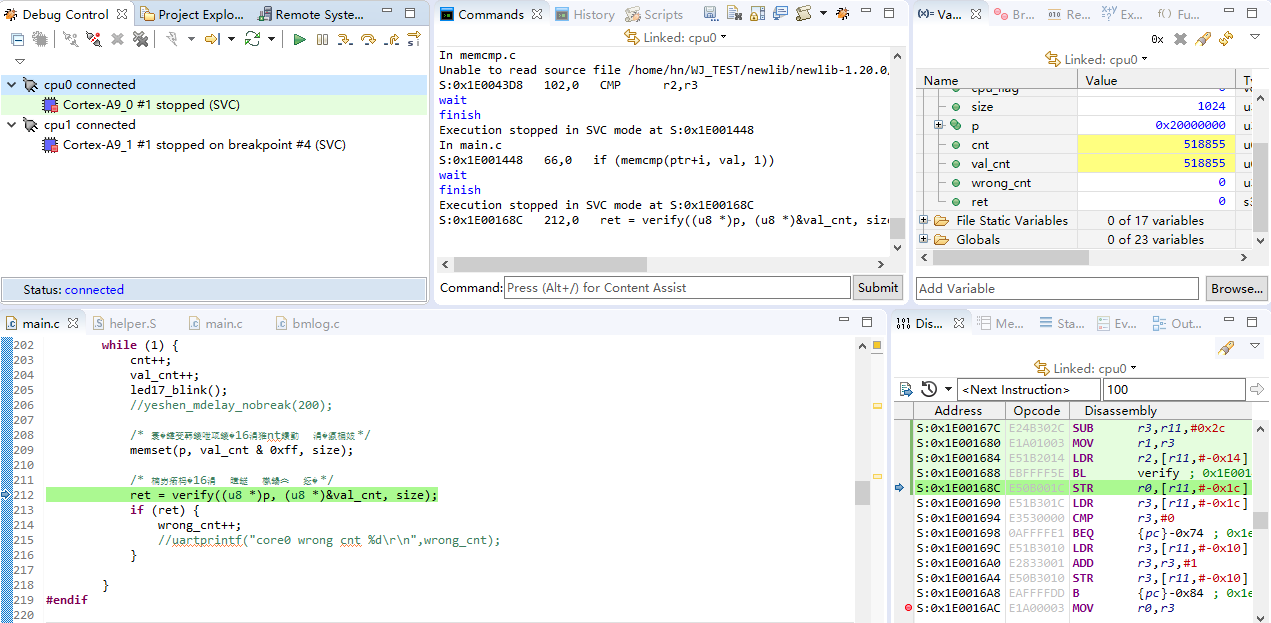 Debug Control
Project Explo...
Remote Syste...
cpu0 connected
Cortex-A9_0 #1 stopped (SVC)
cpu1 connected
Cortex-A9_1 #1 stopped on breakpoint #4 (SVC)
Status: connected
Commands
History
Scripts
Linked: cpu0
In memcmp.c
Unable to read source file /home/hn/WJ_TEST/newlib/newlib-1.20.0/
S:0x1E0043D8 102,0 CMP r2,r3
wait
finish
Execution stopped in SVC mode at S:0x1E001448
In main.c
S:0x1E001448 66,0 if (memcmp(ptr+i, val, 1))
wait
finish
Execution stopped in SVC mode at S:0x1E00168C
S:0x1E00168C 212,0 ret = verify((u8 *)p, (u8 *)&val_cnt, size
Command: Press (Alt+/) for Content Assist
Submit
(x)= Va...
Br...
Re...
Ex...
f() Fu...
0x
Linked: cpu0
Name Value
cpu_flag
size 1024
p 0x20000000
cnt 518855
val_cnt 518855
wrong_cnt 0
ret 0
File Static Variables 0 of 17 variables
Globals 0 of 23 variables
Add Variable
Browse...
main.c
helper.S
main.c
bmlog.c
202 while (1) {
203 cnt++;
204 val_cnt++;
205 led17_blink();
206 //yeshen_mdelay_nobreak(200);
207
208
209 memset(p, val_cnt & 0xff, size);
210
211
212 ret = verify((u8 *)p, (u8 *)&val_cnt, size);
213 if (ret) {
214 wrong_cnt++;
215 //uartprintf("core0 wrong cnt %d\r\n",wrong_cnt);
216 }
217
218 }
219 #endif
220
Dis...
Me...
Sta...
Ev...
Out...
Linked: cpu0
<Next Instruction> 100
Address Opcode Disassembly
S:0x1E00167C E24B302C SUB r3,r11,#0x2c
S:0x1E001680 E1A01003 MOV r1,r3
S:0x1E001684 E51B2014 LDR r2,[r11,#-0x14]
S:0x1E001688 EBFFFF5E BL verify ; 0x1E001
S:0x1E00168C E50B001C STR r0,[r11,#-0x1c]
S:0x1E001690 E51B301C LDR r3,[r11,#-0x1c]
S:0x1E001694 E3530000 CMP r3,#0
S:0x1E001698 0AFFFFE1 BEQ {pc}-0x74 ; 0x1e
S:0x1E00169C E51B3010 LDR r3,[r11,#-0x10]
S:0x1E0016A0 E2833001 ADD r3,r3,#1
S:0x1E0016A4 E50B3010 STR r3,[r11,#-0x10]
S:0x1E0016A8 EAFFFFDD B {pc}-0x84 ; 0x1e
S:0x1E0016AC E1A00003 MOV r0,r3